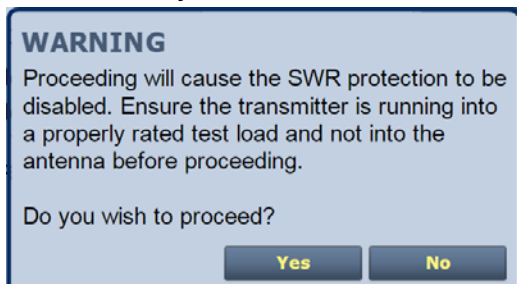 WARNING
Proceeding will cause the SWR protection to be
disabled. Ensure the transmitter is running into
a properly rated test load and not into the
antenna before proceeding.
Do you wish to proceed?
Yes No